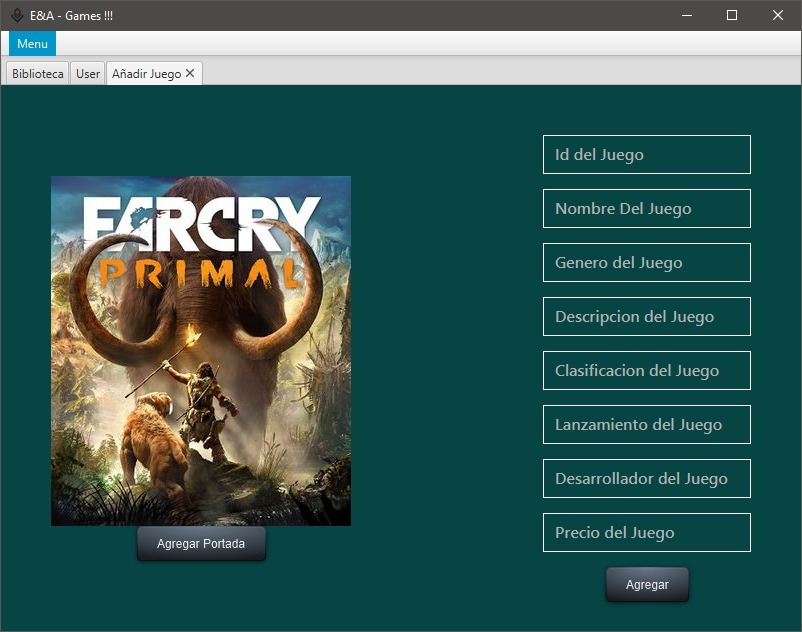 E&A - Games !!!
Menu
Biblioteca
User
Añadir Juego
FARCRY
PRIMAL
Agregar Portada
Id del Juego
Nombre Del Juego
Genero del Juego
Descripcion del Juego
Clasificacion del Juego
Lanzamiento del Juego
Desarrollador del Juego
Precio del Juego
Agregar